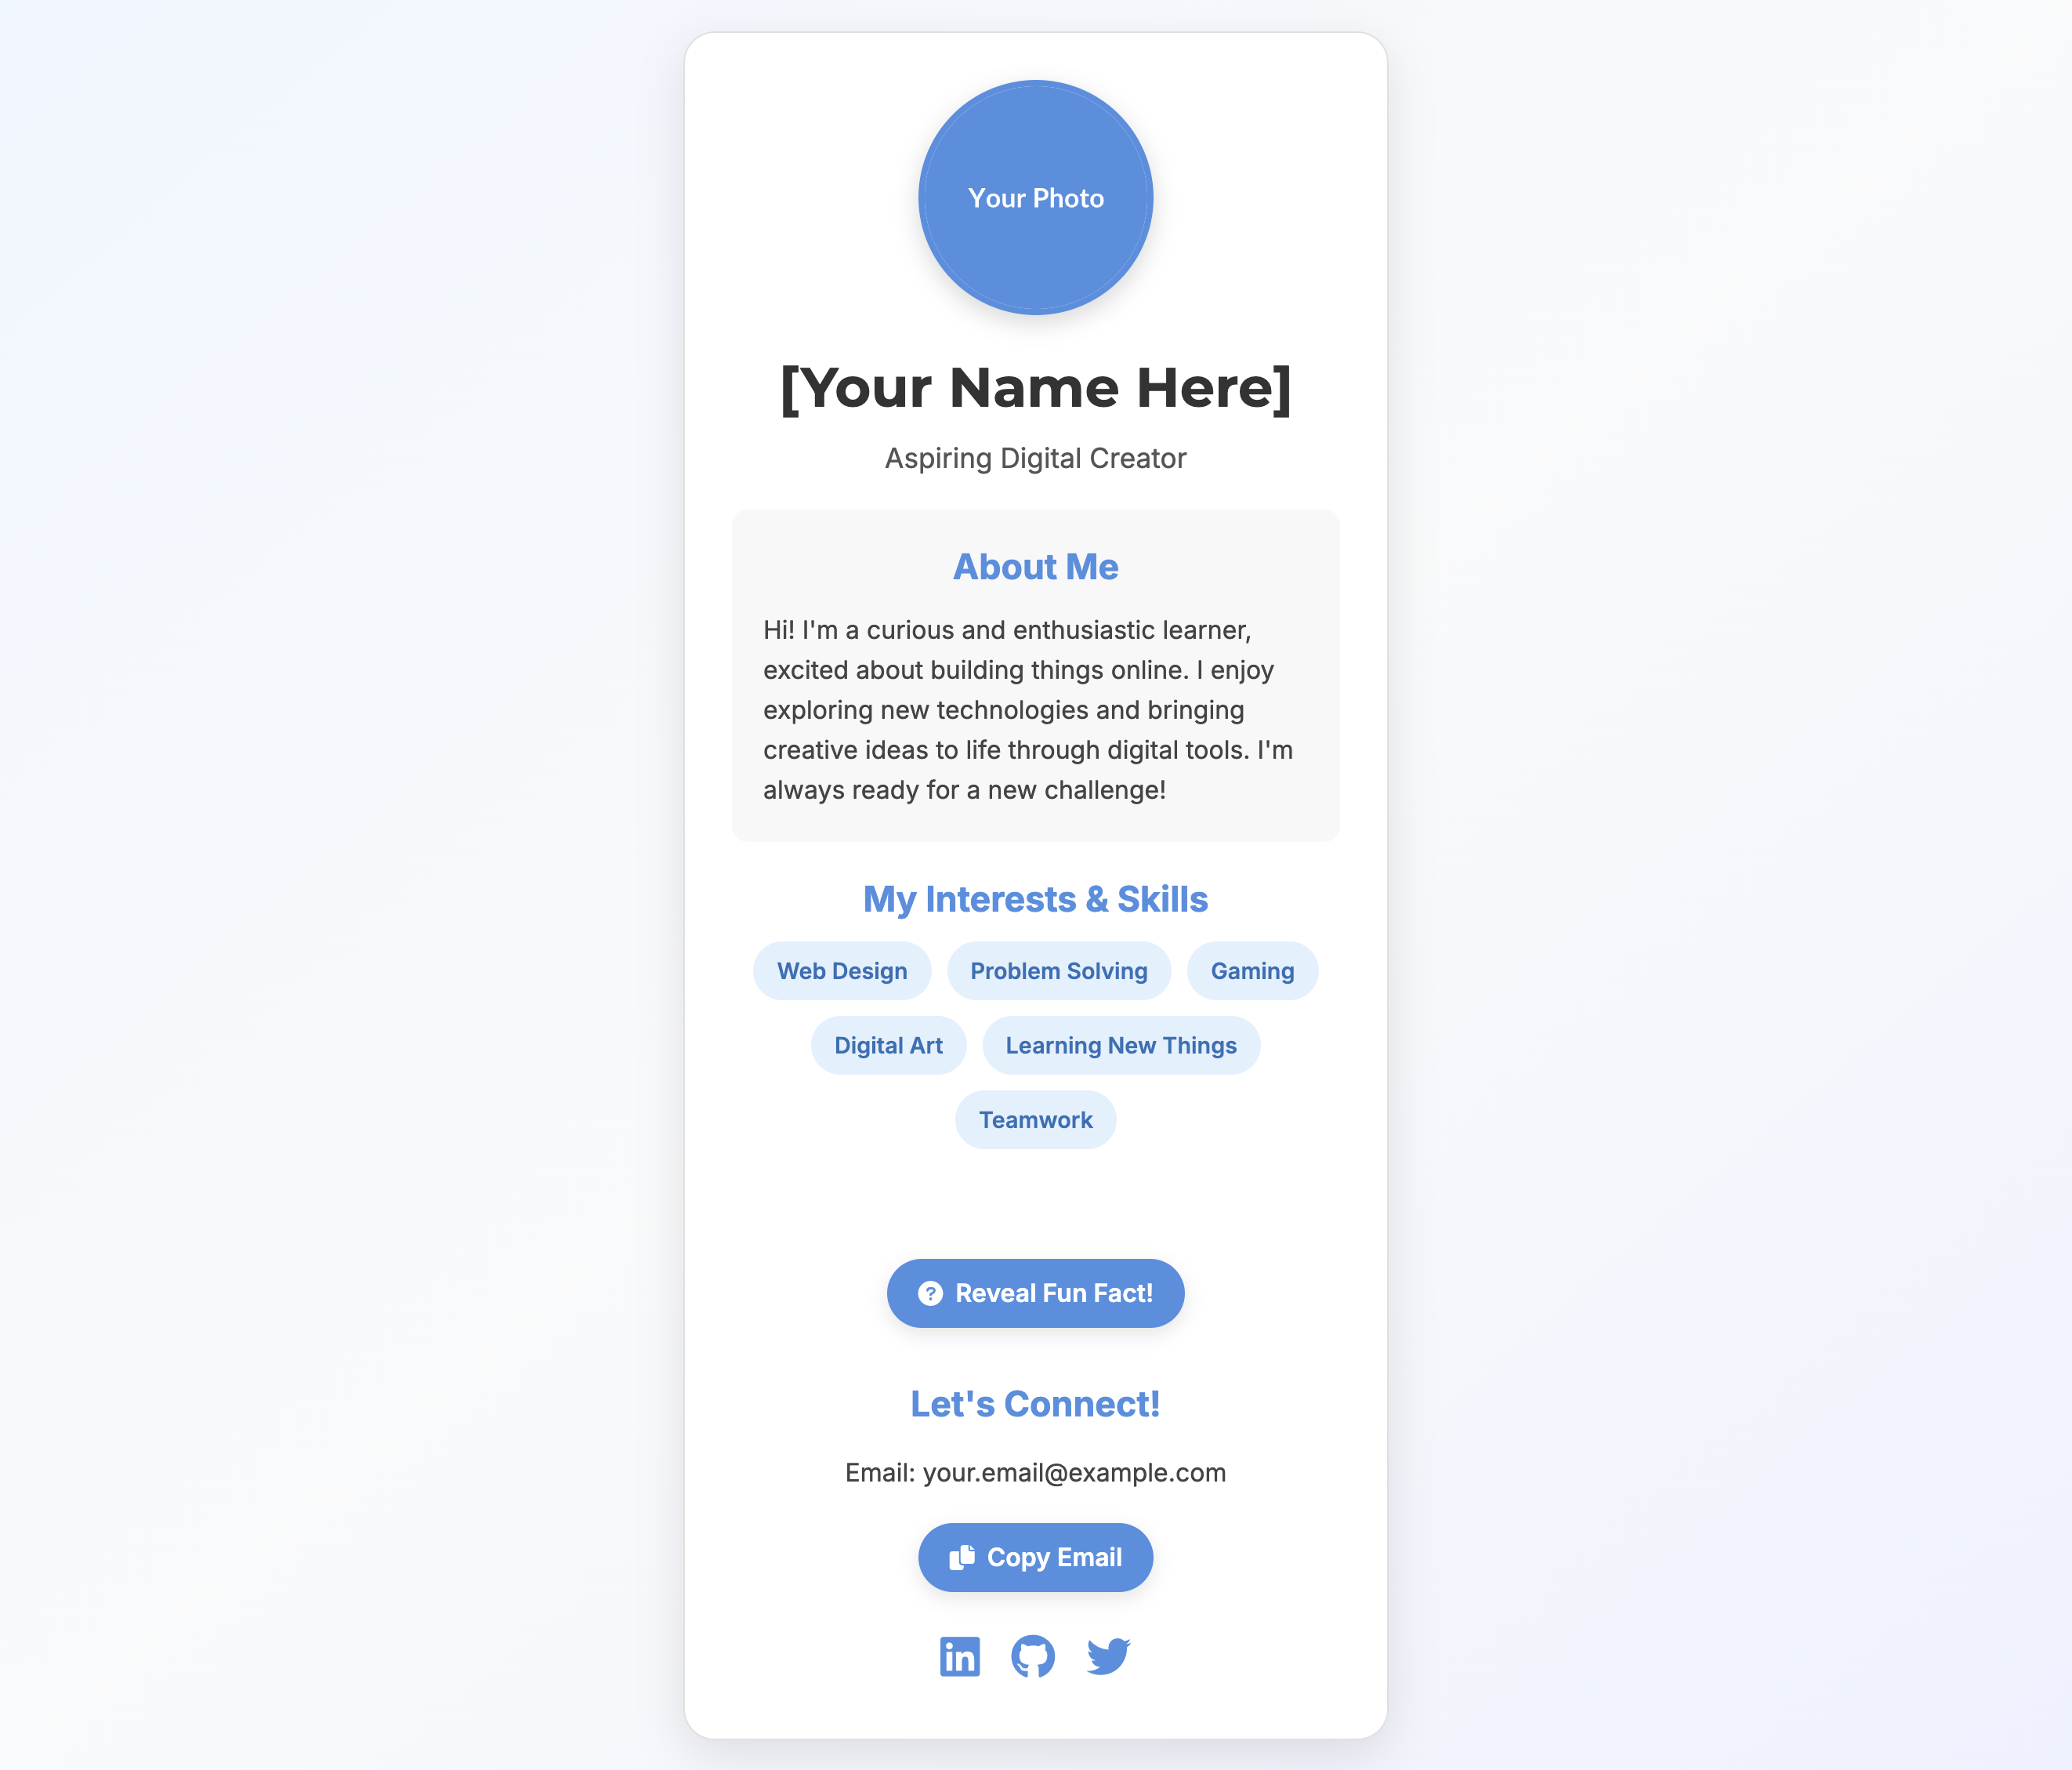 Your Photo
[Your Name Here]
Aspiring Digital Creator
About Me
Hi! I'm a curious and enthusiastic learner,
excited about building things online. I enjoy
exploring new technologies and bringing
creative ideas to life through digital tools. I'm
always ready for a new challenge!
My Interests & Skills
Web Design Problem Solving Gaming
Digital Art Learning New Things
Teamwork
Reveal Fun Fact!
Let's Connect!
Email: your.email@example.com
Copy Email